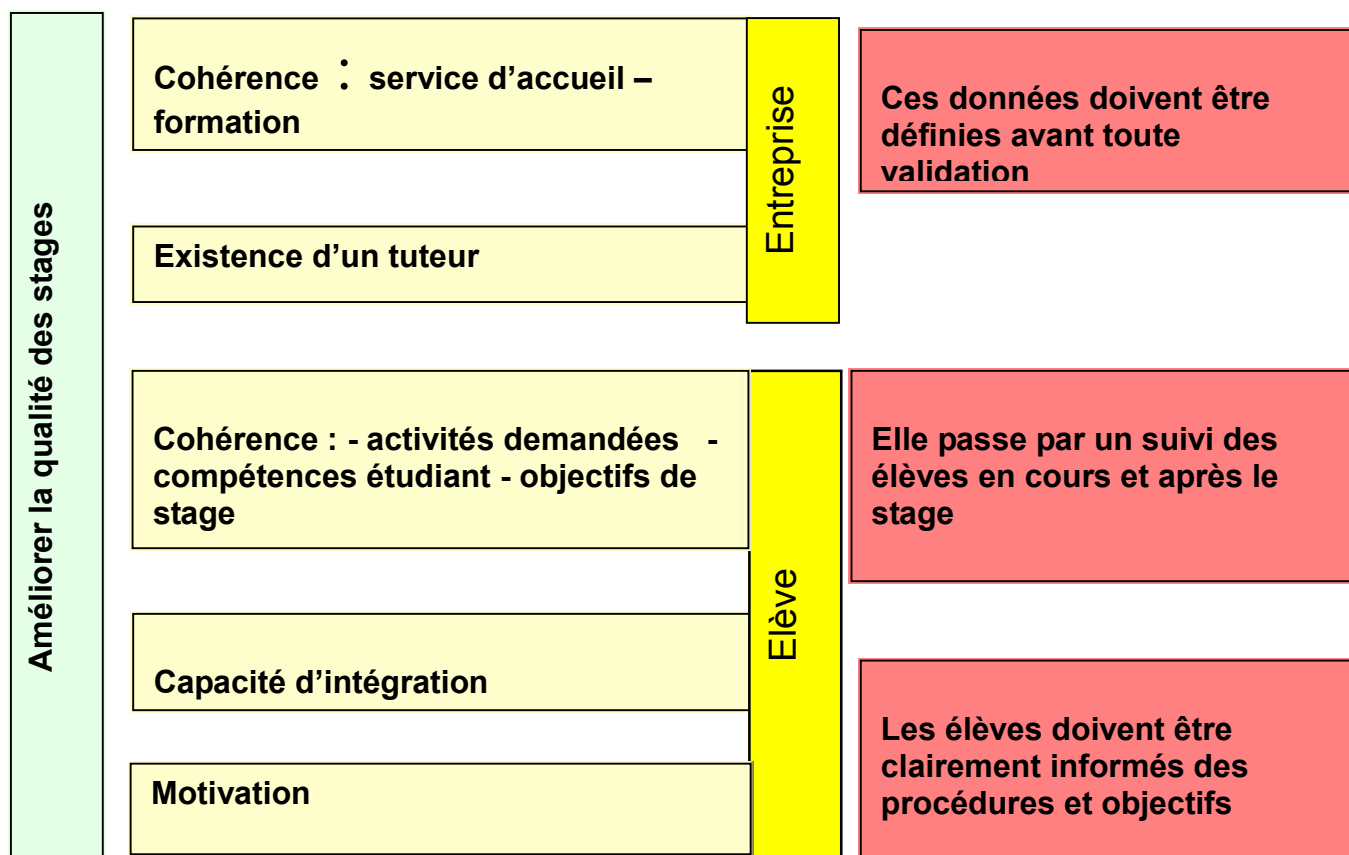 Améliorer la qualité des stages
Cohérence : service d’accueil –
formation
Existence d’un tuteur
Entreprise
Ces données doivent être
définies avant toute
validation
Cohérence : - activités demandées -
compétences étudiant - objectifs de
stage
Capacité d’intégration
Motivation
Elève
Elle passe par un suivi des
élèves en cours et après le
stage
Les élèves doivent être
clairement informés des
procédures et objectifs